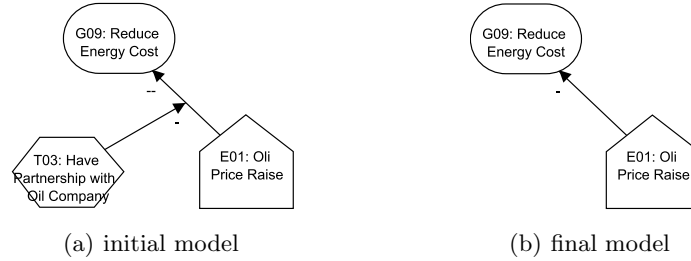 G09: Reduce
Energy Cost
--
-
T03: Have
Partnership with
Oil Company
E01: Oli
Price Raise
(a) initial model
G09: Reduce
Energy Cost
-
E01: Oli
Price Raise
(b) final model